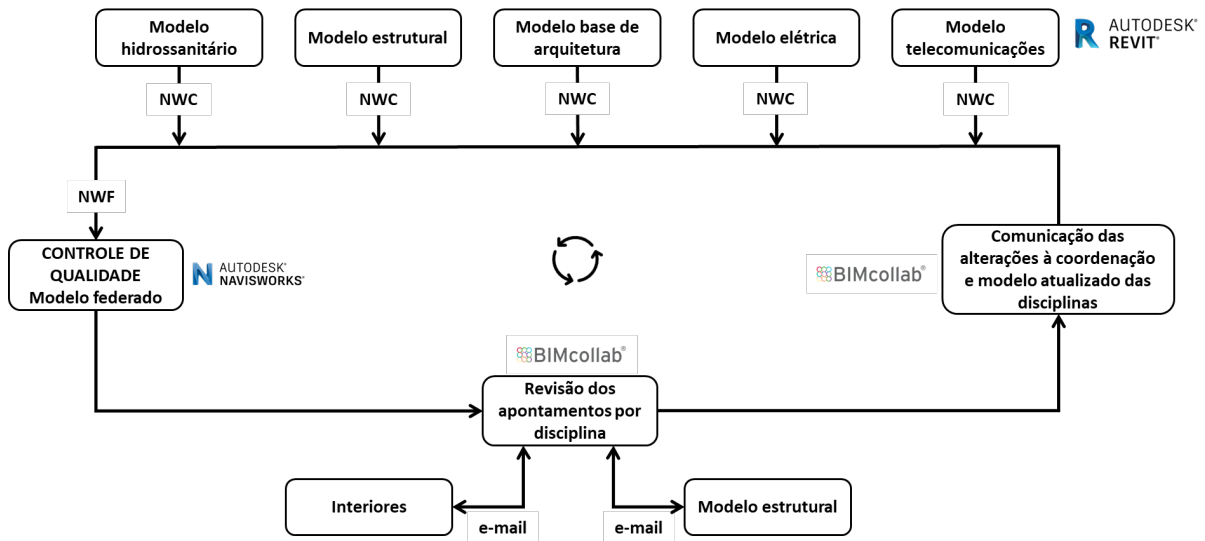 Modelo
hidrossanitário
Modelo estrutural
Modelo base de
arquitetura
Modelo elétrica
Modelo
telecomunicações
AUTODESK®
REVIT®
NWC
NWC
NWC
NWC
NWC
NWF
CONTROLE DE
QUALIDADE
Modelo federado
AUTODESK®
NAVISWORKS®
BIMcollab®
Comunicação das
alterações à coordenação
e modelo atualizado das
disciplinas
BIMcollab®
Revisão dos
apontamentos por
disciplina
Interiores
e-mail
e-mail
Modelo estrutural